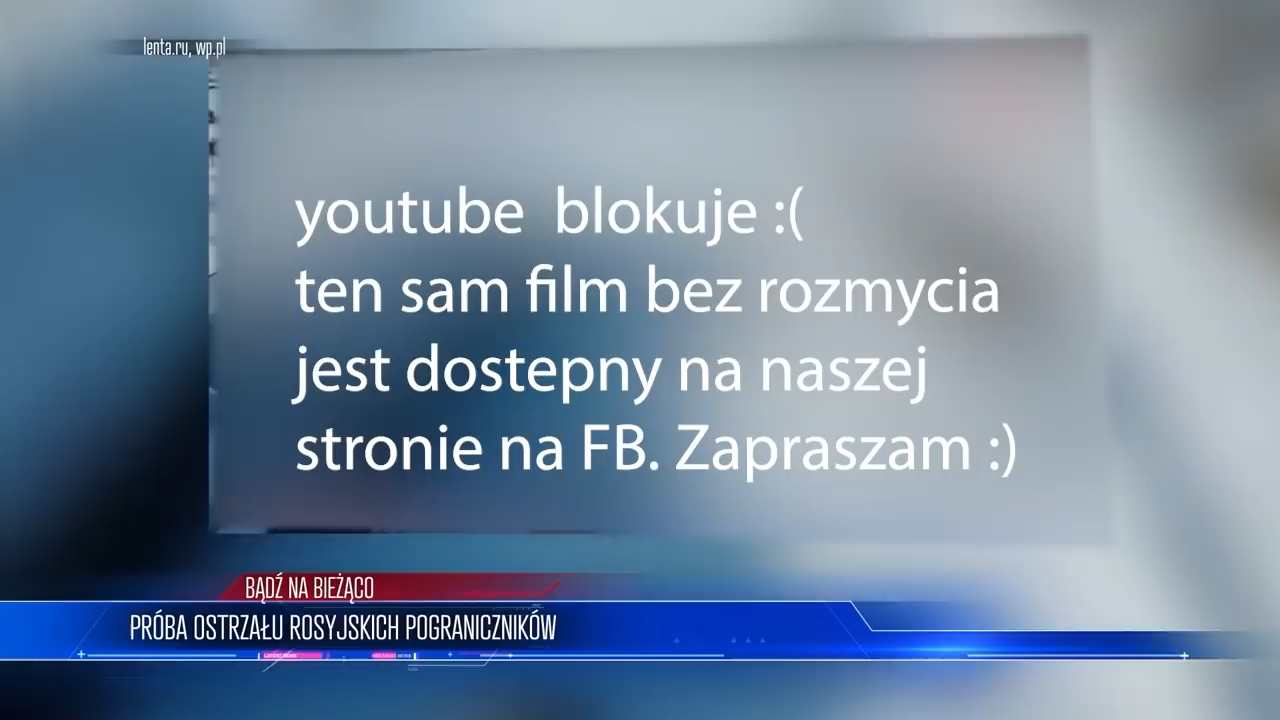 lenta.ru, wp.pl
youtube blokuje :(
ten sam film bez rozmycia
jest dostepny na naszej
stronie na FB. Zapraszam :)
BĄDŹ NA BIEŻĄCO
PRÓBA OSTRZAŁU ROSYJSKICH POGRANICZNIKÓW